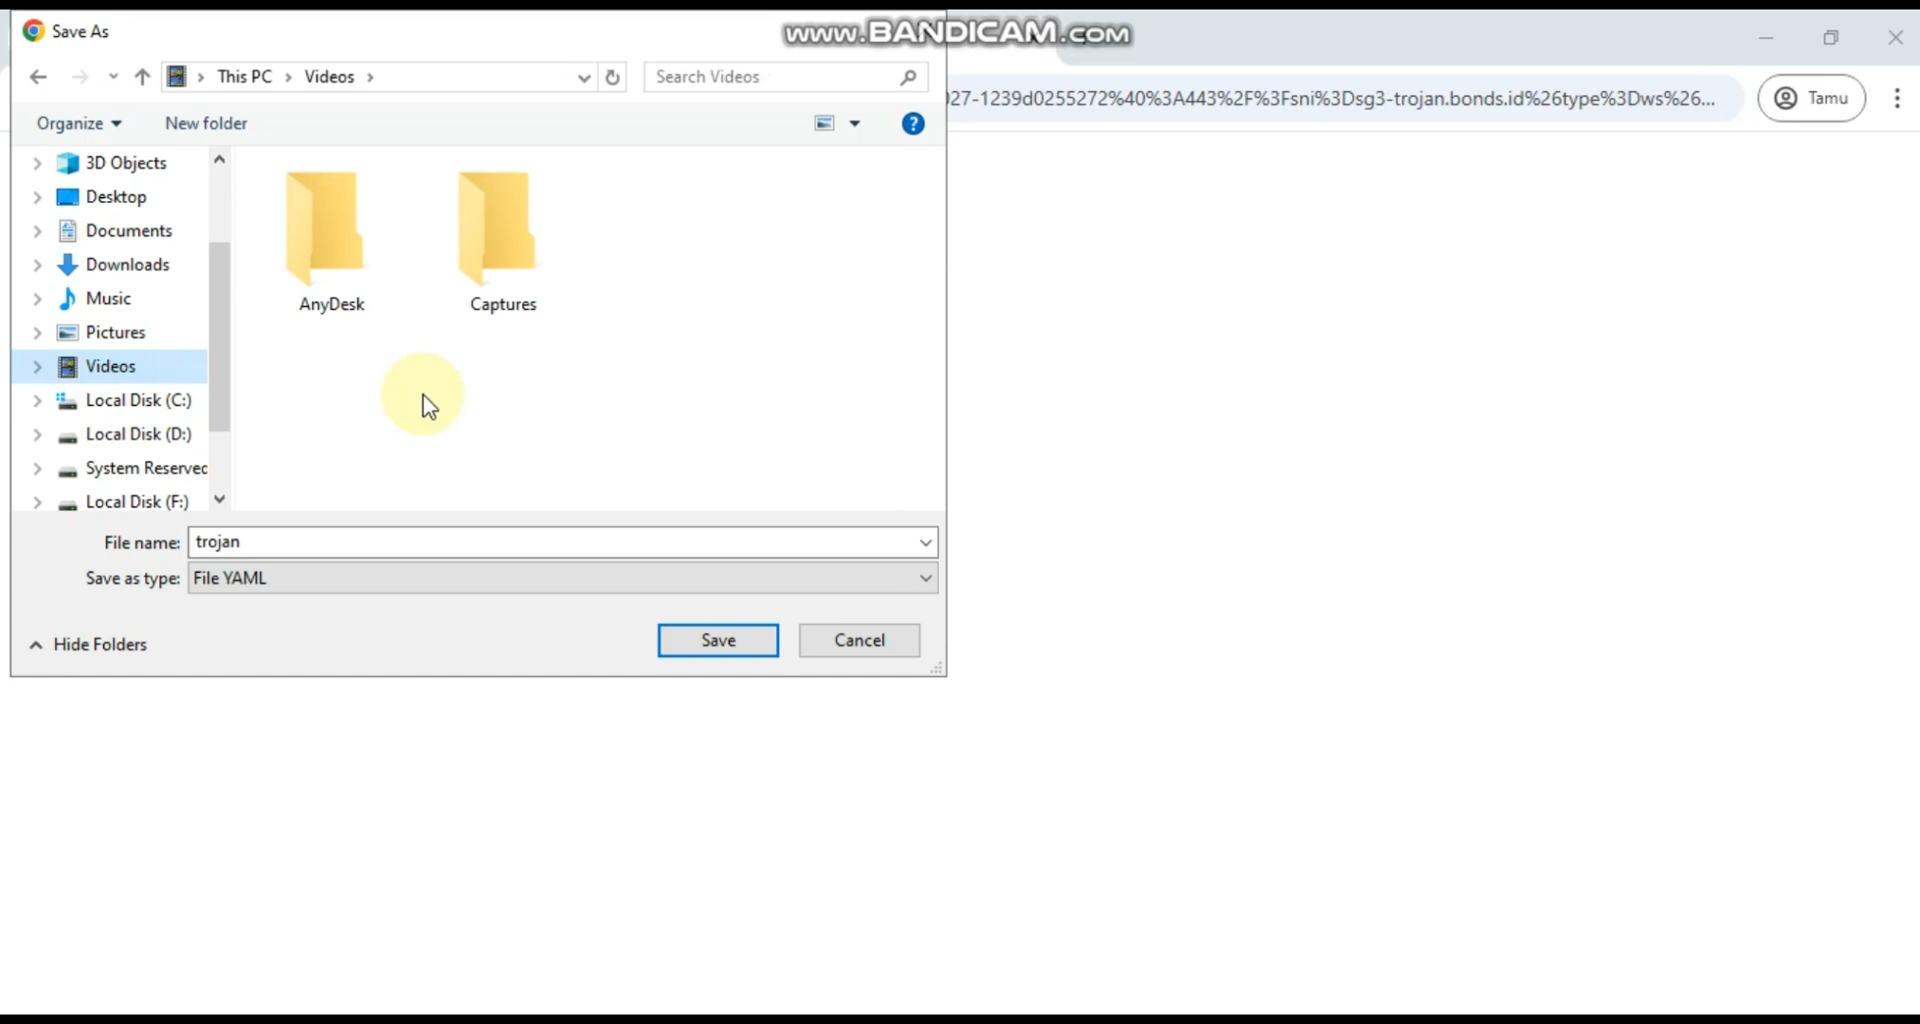 Save As
www.BANDICAM.com
This PC > Videos >
Search Videos
27-1239d0255272%40%3A443%2F%3Fsni%3Dsg3-trojan.bonds.id%26type%3Dws%26...
Tamu
Organize
New folder
?
3D Objects
Desktop
Documents
Downloads
Music
Pictures
Videos
Local Disk (C:)
Local Disk (D:)
System Reserved
Local Disk (F:)
AnyDesk
Captures
File name: trojan
Save as type: File YAML
Hide Folders
Save
Cancel